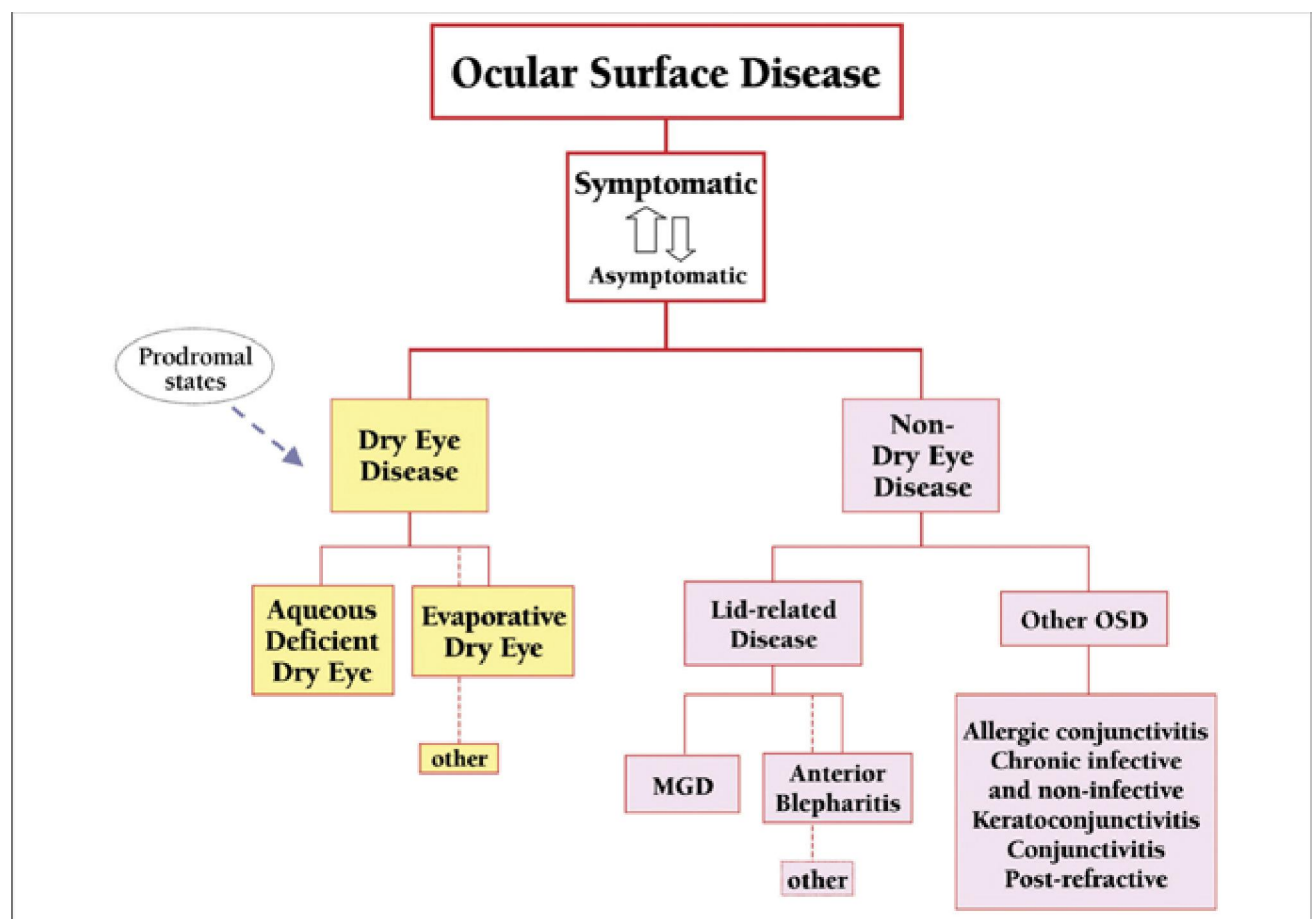 Ocular Surface Disease
Symptomatic
Asymptomatic
Prodromal
states
Dry Eye
Disease
Non-
Dry Eye
Disease
Aqueous
Deficient
Dry Eye
Evaporative
Dry Eye
other
Lid-related
Disease
Other OSD
MGD
Anterior
Blepharitis
other
Allergic conjunctivitis
Chronic infective
and non-infective
Keratoconjunctivitis
Conjunctivitis
Post-refractive